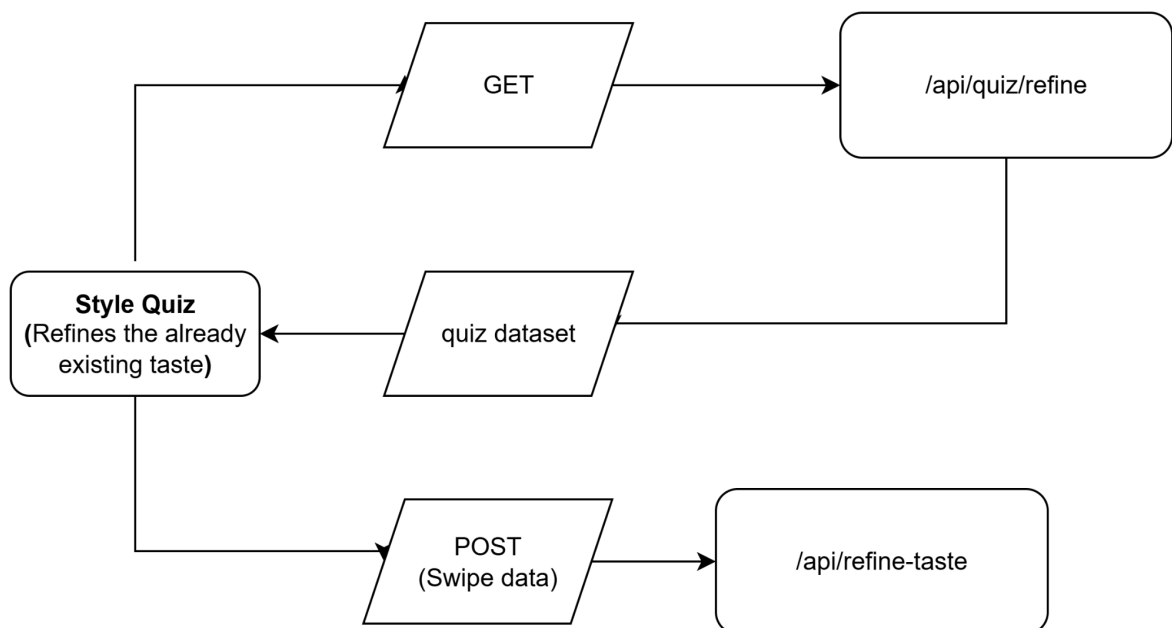 GET
/api/quiz/refine
Style Quiz
(Refines the already
existing taste)
quiz dataset
POST
(Swipe data)
/api/refine-taste